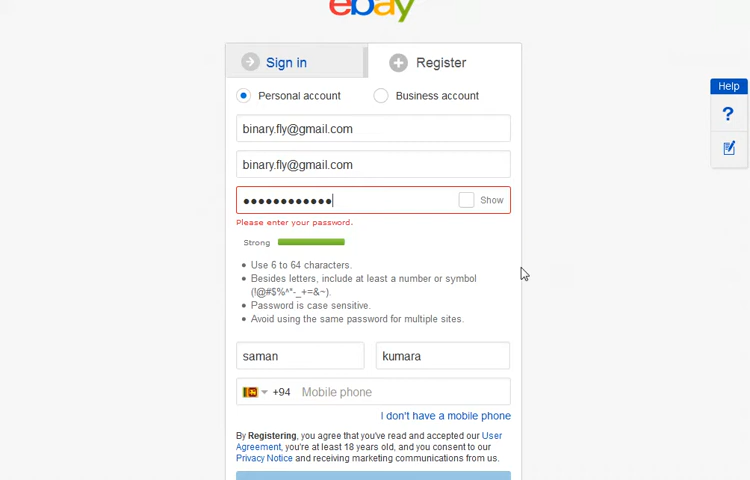 ebay
Sign in
Register
Help
Personal account
Business account
binary.fly@gmail.com
binary.fly@gmail.com
●●●●●●●●●●●● Show
Please enter your password.
Strong
• Use 6 to 64 characters.
• Besides letters, include at least a number or symbol
(!@#$%^*-_+=&~).
• Password is case sensitive.
• Avoid using the same password for multiple sites.
saman
kumara
+94 Mobile phone
I don't have a mobile phone
By Registering, you agree that you've read and accepted our User
Agreement, you're at least 18 years old, and you consent to our
Privacy Notice and receiving marketing communications from us.